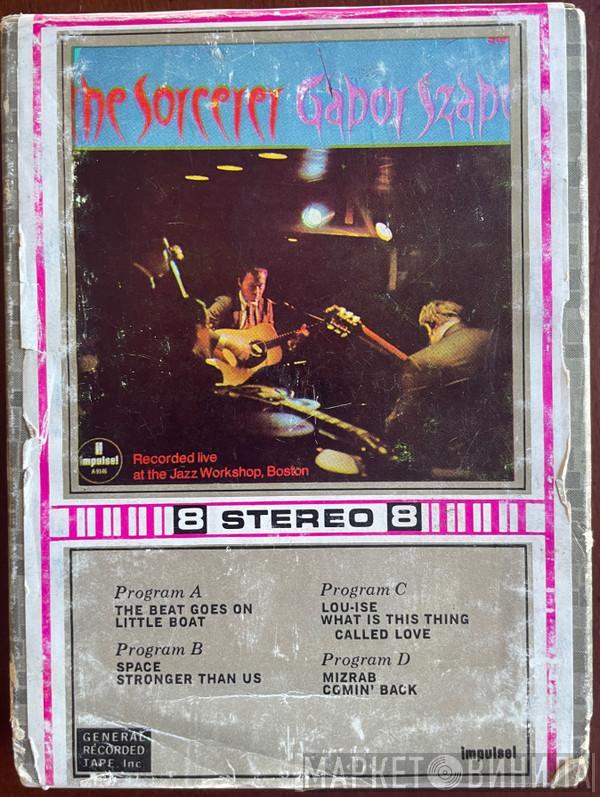 The Sorcerer Gabor Szabo
impulse!
A-9146
Recorded live
at the Jazz Workshop, Boston
8 STEREO 8
Program A
THE BEAT GOES ON
LITTLE BOAT
Program B
SPACE
STRONGER THAN US
Program C
LOU-ISE
WHAT IS THIS THING
CALLED LOVE
Program D
MIZRAB
COMIN' BACK
GENERAL
RECORDED
TAPE, Inc
impulse!
МАРКЕТ ВИНИЛА